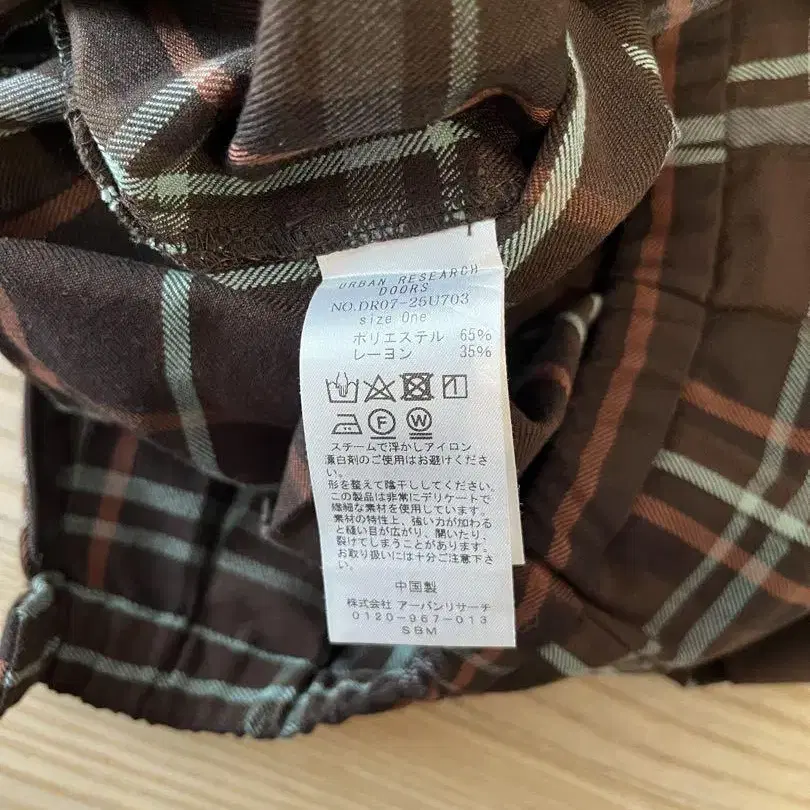 URBAN RESEARCH
DOORS
NO.DR07-25U703
size One
ポリエステル 65%
レーヨン 35%
F W
スチームで浮かしアイロン
漂白剤のご使用はお避けくださ
い。
形を整えて陰干ししてください。
この製品は非常にデリケートで
繊細な素材を使用しています。
素材の特性上、強い力が加わる
と縫い目が広がり、開いたり、
裂けてしまうことがあります。
お取り扱いには十分ご注意下さ
い。
中国製
株式会社 アーバンリサーチ
0120-967-013
SBM